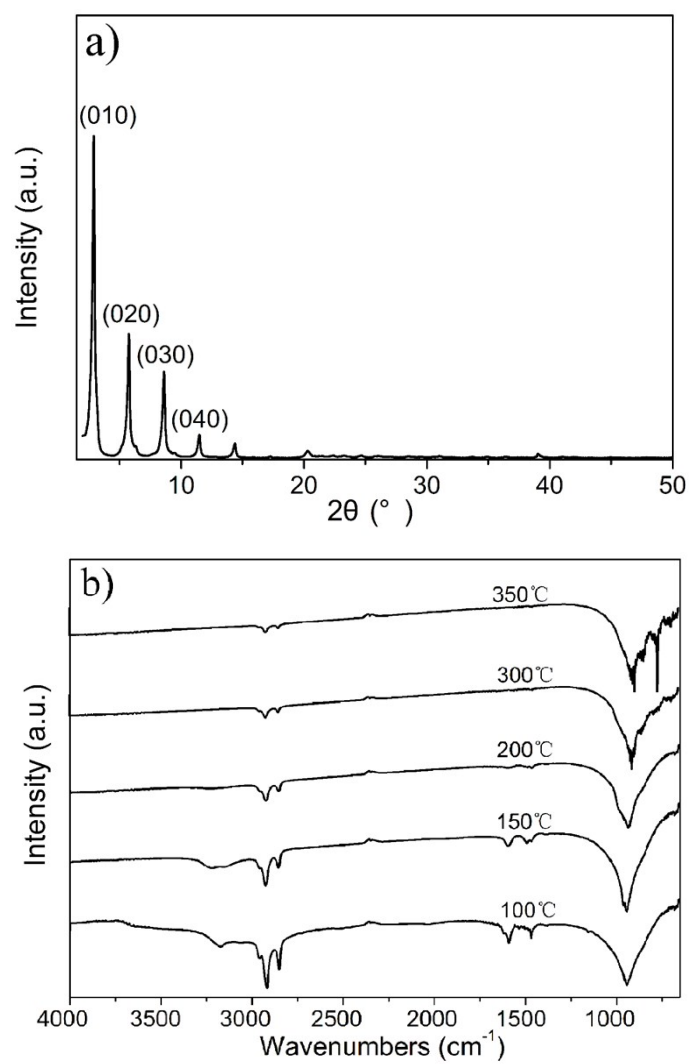 a)
(010)
(020)
(030)
(040)
Intensity (a.u.)
10 20 30 40 50
2θ (°)
b)
350℃
300℃
200℃
150℃
100℃
Intensity (a.u.)
4000 3500 3000 2500 2000 1500 1000
Wavenumbers (cm⁻¹)